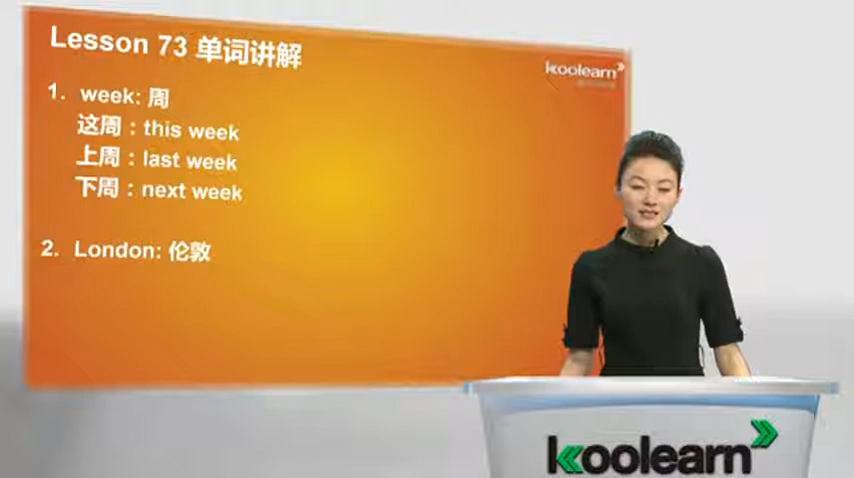 Lesson 73 单词讲解
koolearn
1. week: 周
这周：this week
上周：last week
下周：next week
2. London: 伦敦
koolearn